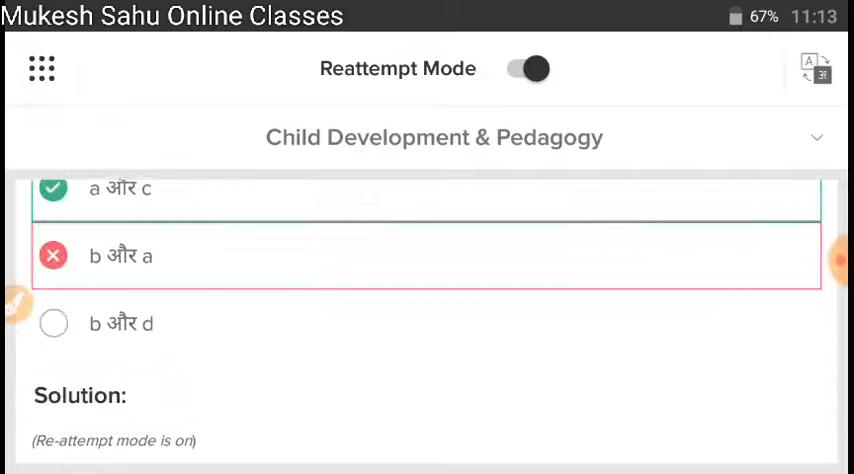 Mukesh Sahu Online Classes
67% 11:13
Reattempt Mode
A
अ
Child Development & Pedagogy
a और c
b और a
b और d
Solution:
(Re-attempt mode is on)